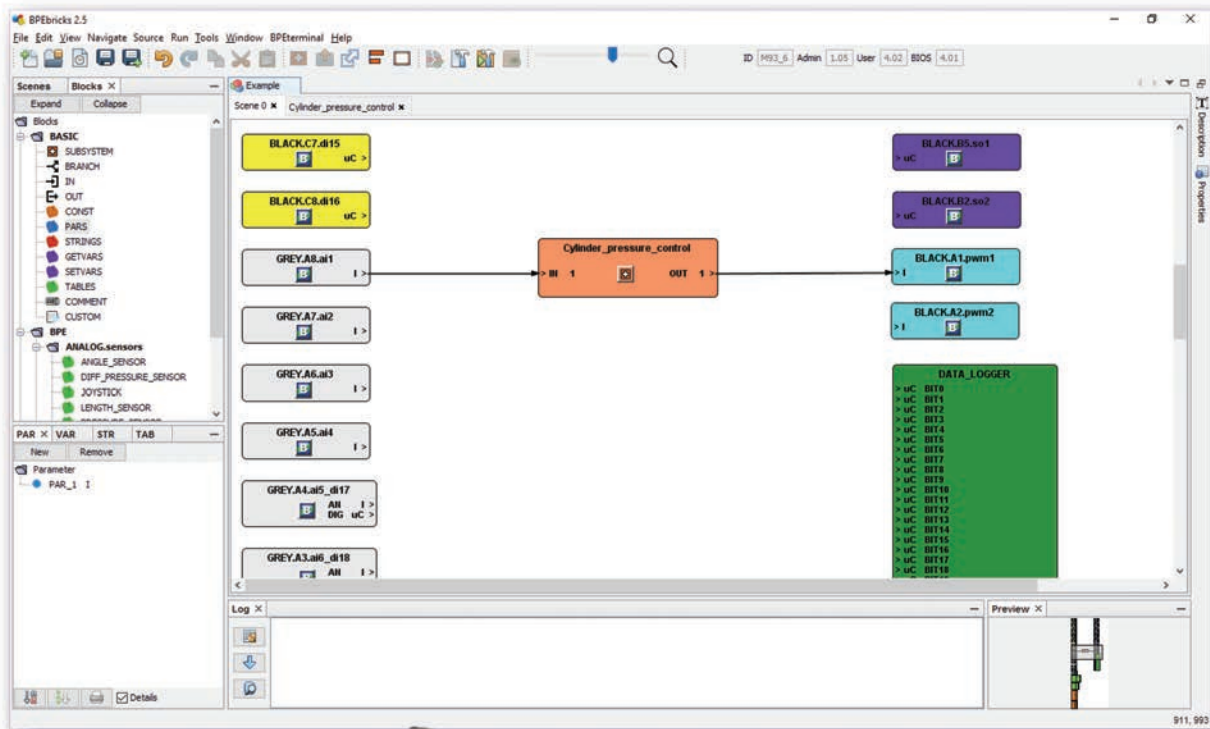 BPEbricks 2.5
File Edit View Navigate Source Run Tools Window BPEterminal Help
ID M93_6 Admin 1.05 User 4.02 BIOS 4.01
Scenes Blocks
Expand Collapse
Blocks
BASIC
SUBSYSTEM
BRANCH
IN
OUT
CONST
PARS
STRINGS
GETVARS
SETVARS
TABLES
COMMENT
CUSTOM
BPE
ANALOG.sensors
ANGLE_SENSOR
DIFF_PRESSURE_SENSOR
JOYSTICK
LENGTH_SENSOR
PAR VAR STR TAB
New Remove
Parameter
PAR_1 I
Details
Example
Scene 0 Cylinder_pressure_control
BLACK.C7.di15
B uC >
BLACK.C8.di16
B uC >
GREY.A8.ai1
B I >
GREY.A7.ai2
B I >
GREY.A6.ai3
B I >
GREY.A5.ai4
B I >
GREY.A4.ai5_di17
AN I >
B DIG uC >
GREY.A3.ai6_di18
B AN I >
Cylinder_pressure_control
> IN 1 OUT 1 >
BLACK.B5.so1
> uC B
BLACK.B2.so2
> uC B
BLACK.A1.pwm1
> I B
BLACK.A2.pwm2
> I B
DATA_LOGGER
> uC BIT0
> uC BIT1
> uC BIT2
> uC BIT3
> uC BIT4
> uC BIT5
> uC BIT6
> uC BIT7
> uC BIT8
> uC BIT9
> uC BIT10
> uC BIT11
> uC BIT12
> uC BIT13
> uC BIT14
> uC BIT15
> uC BIT16
> uC BIT17
> uC BIT18
Description
Properties
Log
Preview
911, 993